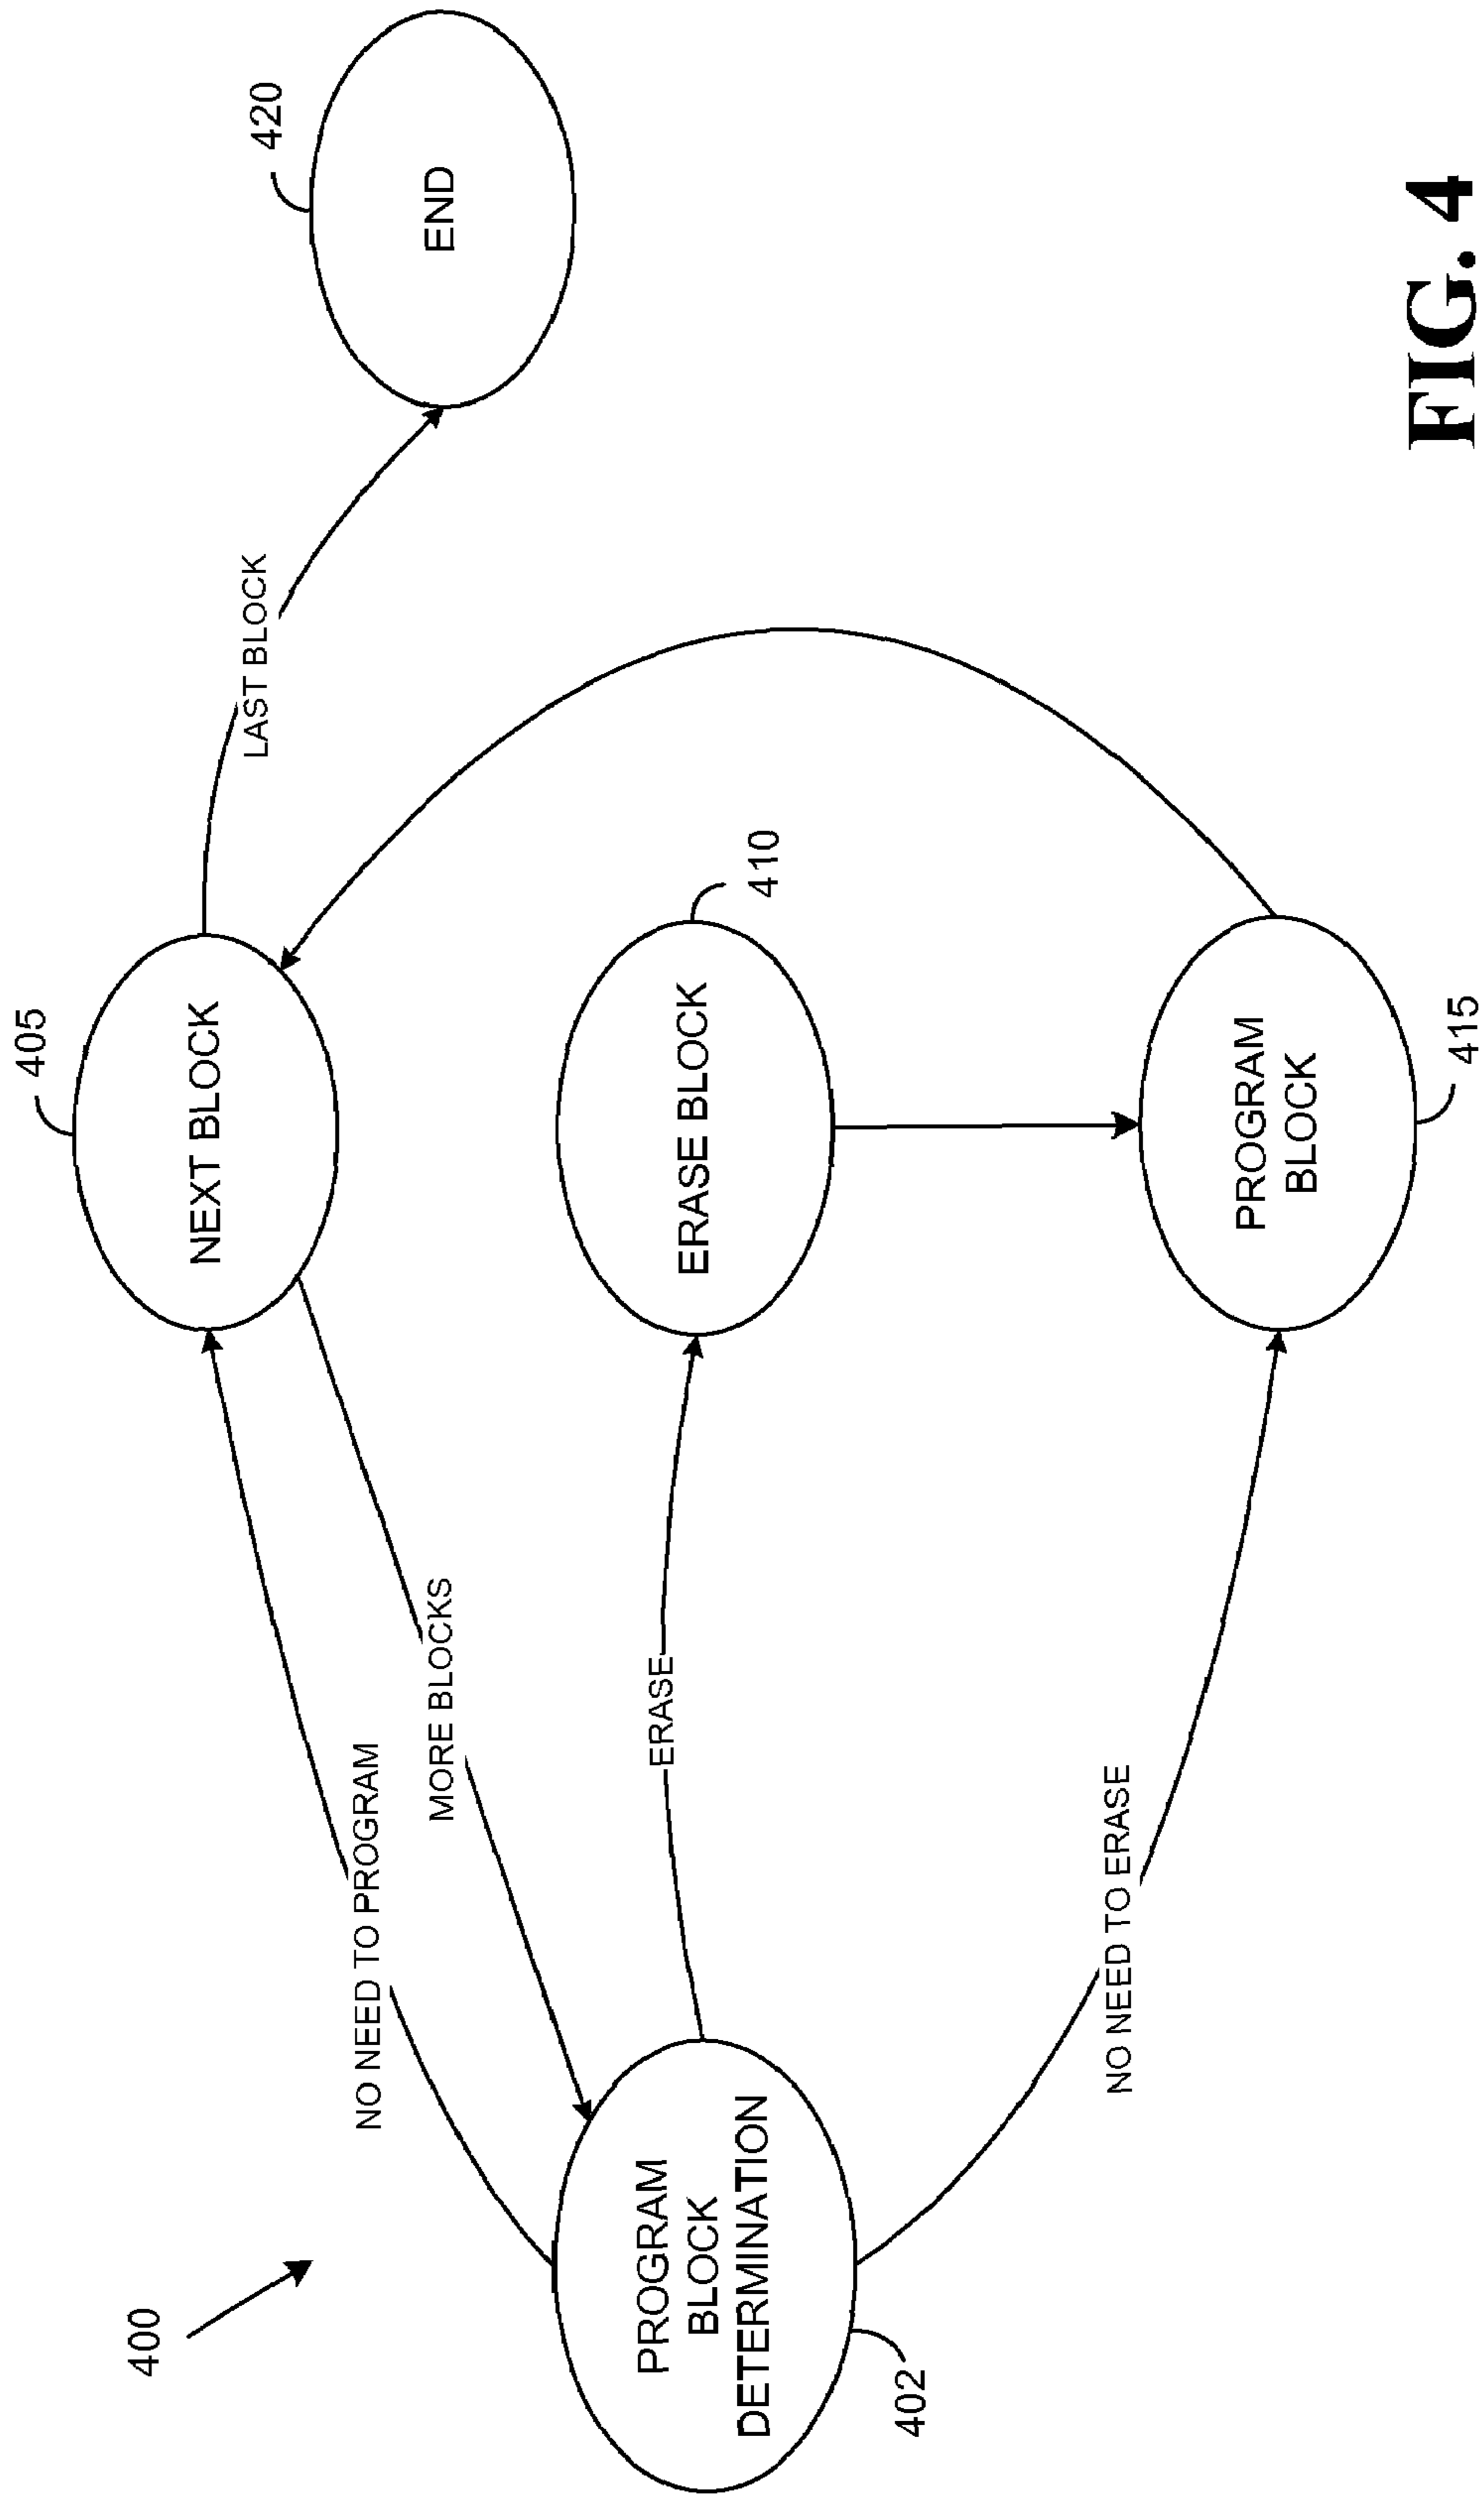 400
405
NEXT BLOCK
420
END
LAST BLOCK
NO NEED TO PROGRAM
MORE BLOCKS
PROGRAM
BLOCK
DETERMINATION
402
ERASE
ERASE BLOCK
410
NO NEED TO ERASE
PROGRAM
BLOCK
415
FIG. 4